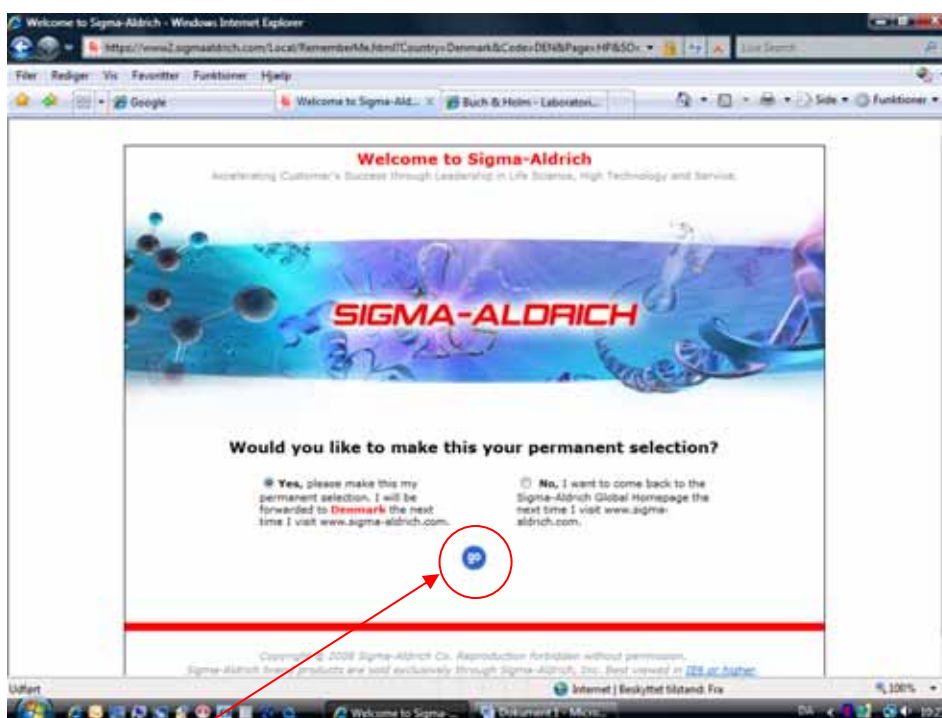 Welcome to Sigma-Aldrich - Windows Internet Explorer
https://www2.sigmaaldrich.com/Local/RememberMe.html?Country=Denmark&Code=DEN&Page=HP&SO
Live Search
Filer Rediger Vis Favoritter Funktioner Hjælp
Google Welcome to Sigma-Ald... Buch & Holm - Laboratori... Side Funktioner
Welcome to Sigma-Aldrich
Accelerating Customer's Success through Leadership in Life Science, High Technology and Service.
SIGMA-ALDRICH
Would you like to make this your permanent selection?
Yes, please make this my
permanent selection. I will be
forwarded to Denmark the next
time I visit www.sigma-aldrich.com.
No, I want to come back to the
Sigma-Aldrich Global Homepage the
next time I visit www.sigma-
aldrich.com.
go
Copyright © 2008 Sigma-Aldrich Co. Reproduction forbidden without permission.
Sigma-Aldrich brand products are sold exclusively through Sigma-Aldrich, Inc. Best viewed in IE6 or higher.
Udført Internet | Beskyttet tilstand: Fra 100%
Welcome to Sigma-... Dokument1 - Micro... DA